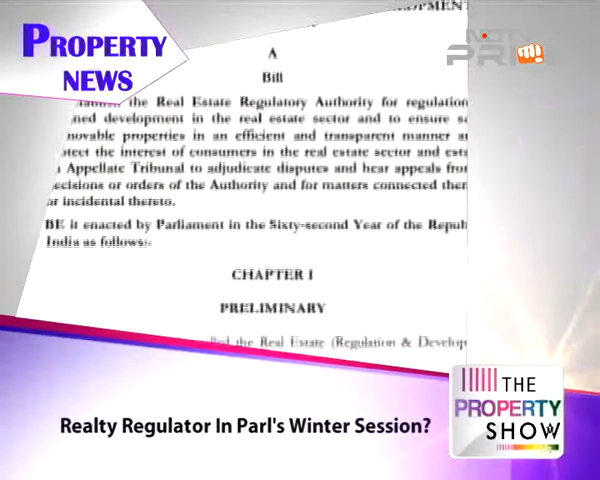 PROPERTY
NEWS
NDTV
PRIME
A
Bill
the Real Estate Regulatory Authority for regulation
development in the real estate sector and to ensure
properties in an efficient and transparent manner
the interest of consumers in the real estate sector and
Appellate Tribunal to adjudicate disputes and hear appeals
or orders of the Authority and for matters connected
or incidental thereto.
BE it enacted by Parliament in the Sixty-second Year of the
India as follows:-
CHAPTER I
PRELIMINARY
the Real Estate (Regulation &
Realty Regulator In Parl's Winter Session?
THE
PROPERTY
SHOW